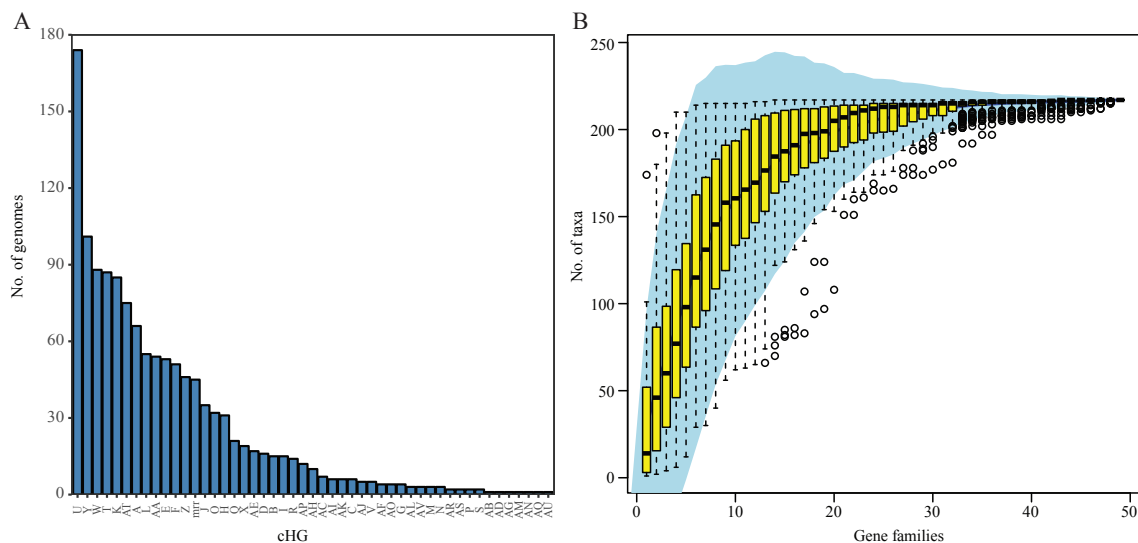 A
B
No. of genomes
180
150
120
90
60
30
0
U Y W T K AT A L AA E F Z mrr J O H Q X AE D B I R AP AH AC AI AK C AJ V AF AO G AL AV M N AR AS P S AB AD AG AM AN AQ AU
cHG
No. of taxa
250
200
150
100
50
0
0 10 20 30 40 50
Gene families